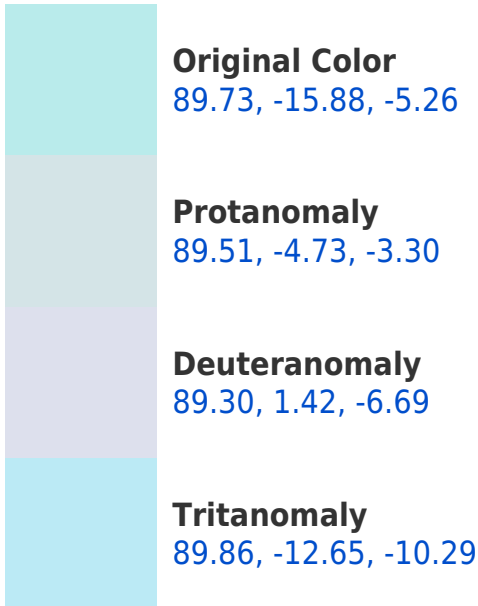 Original Color
89.73, -15.88, -5.26
Protanomaly
89.51, -4.73, -3.30
Deuteranomaly
89.30, 1.42, -6.69
Tritanomaly
89.86, -12.65, -10.29